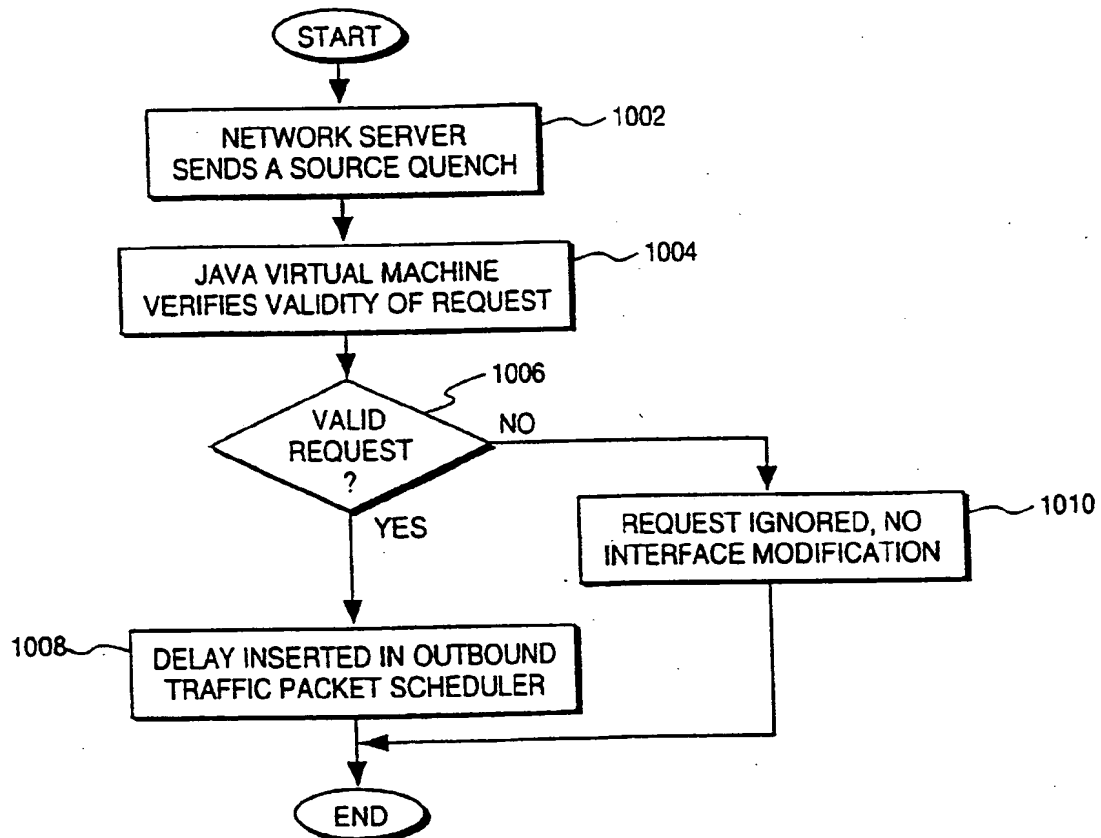 START
NETWORK SERVER
SENDS A SOURCE QUENCH
1002
JAVA VIRTUAL MACHINE
VERIFIES VALIDITY OF REQUEST
1004
VALID
REQUEST
?
1006
NO
YES
REQUEST IGNORED, NO
INTERFACE MODIFICATION
1010
1008
DELAY INSERTED IN OUTBOUND
TRAFFIC PACKET SCHEDULER
END